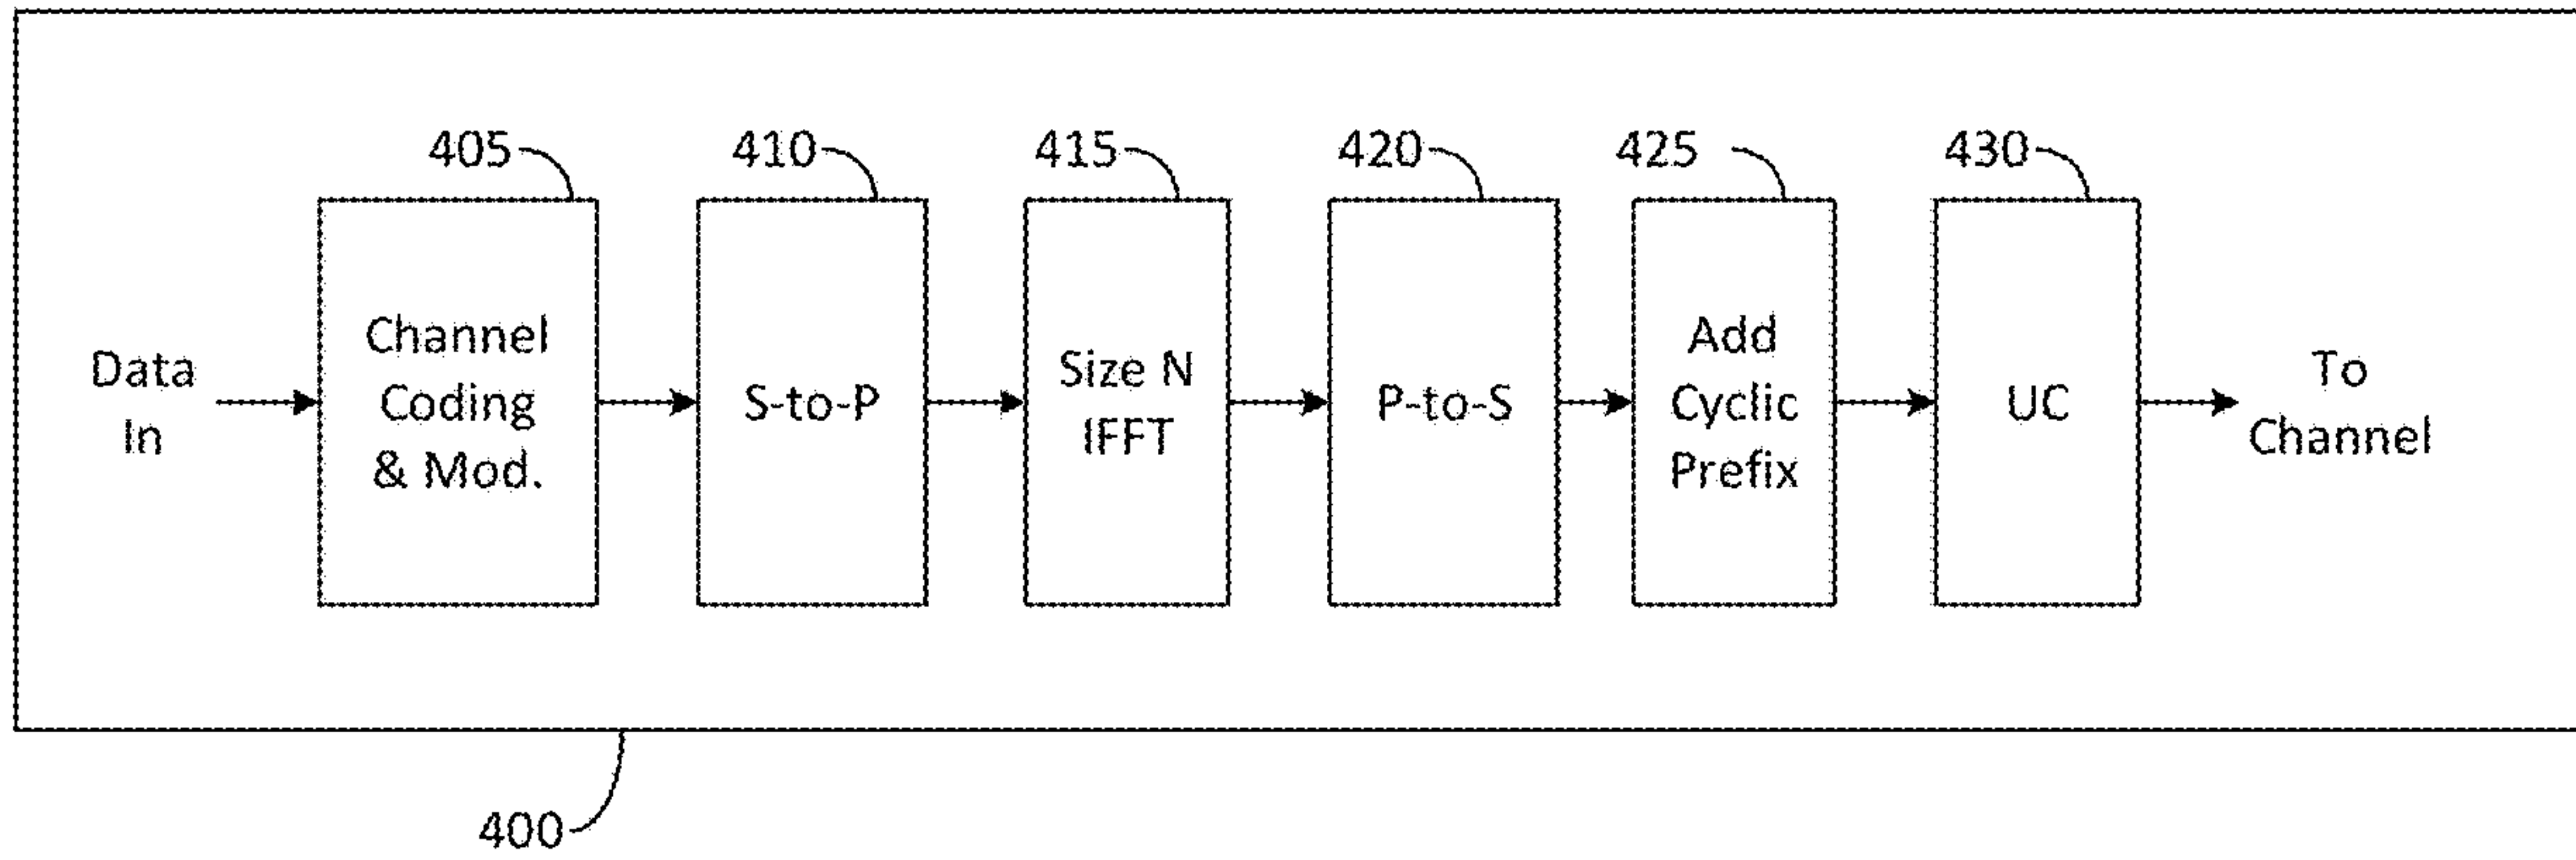 405
410
415
420
425
430
Data
In
Channel
Coding
& Mod.
S-to-P
Size N
IFFT
P-to-S
Add
Cyclic
Prefix
UC
To
Channel
400